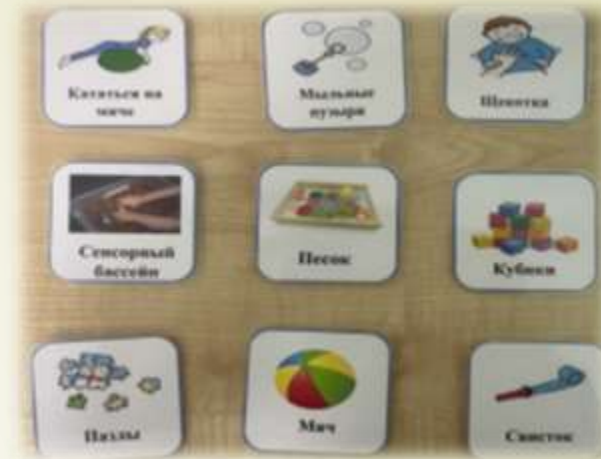 Кататься на
мяче
Мыльные
пузыри
Щекотка
Сенсорный
бассейн
Песок
Кубики
Пазлы
Мяч
Свисток